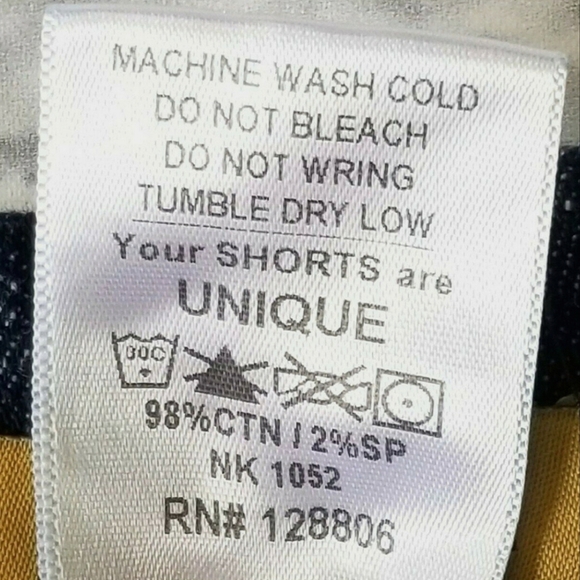 MACHINE WASH COLD
DO NOT BLEACH
DO NOT WRING
TUMBLE DRY LOW
Your SHORTS are
UNIQUE
30C
98%CTN / 2%SP
NK 1052
RN# 128806